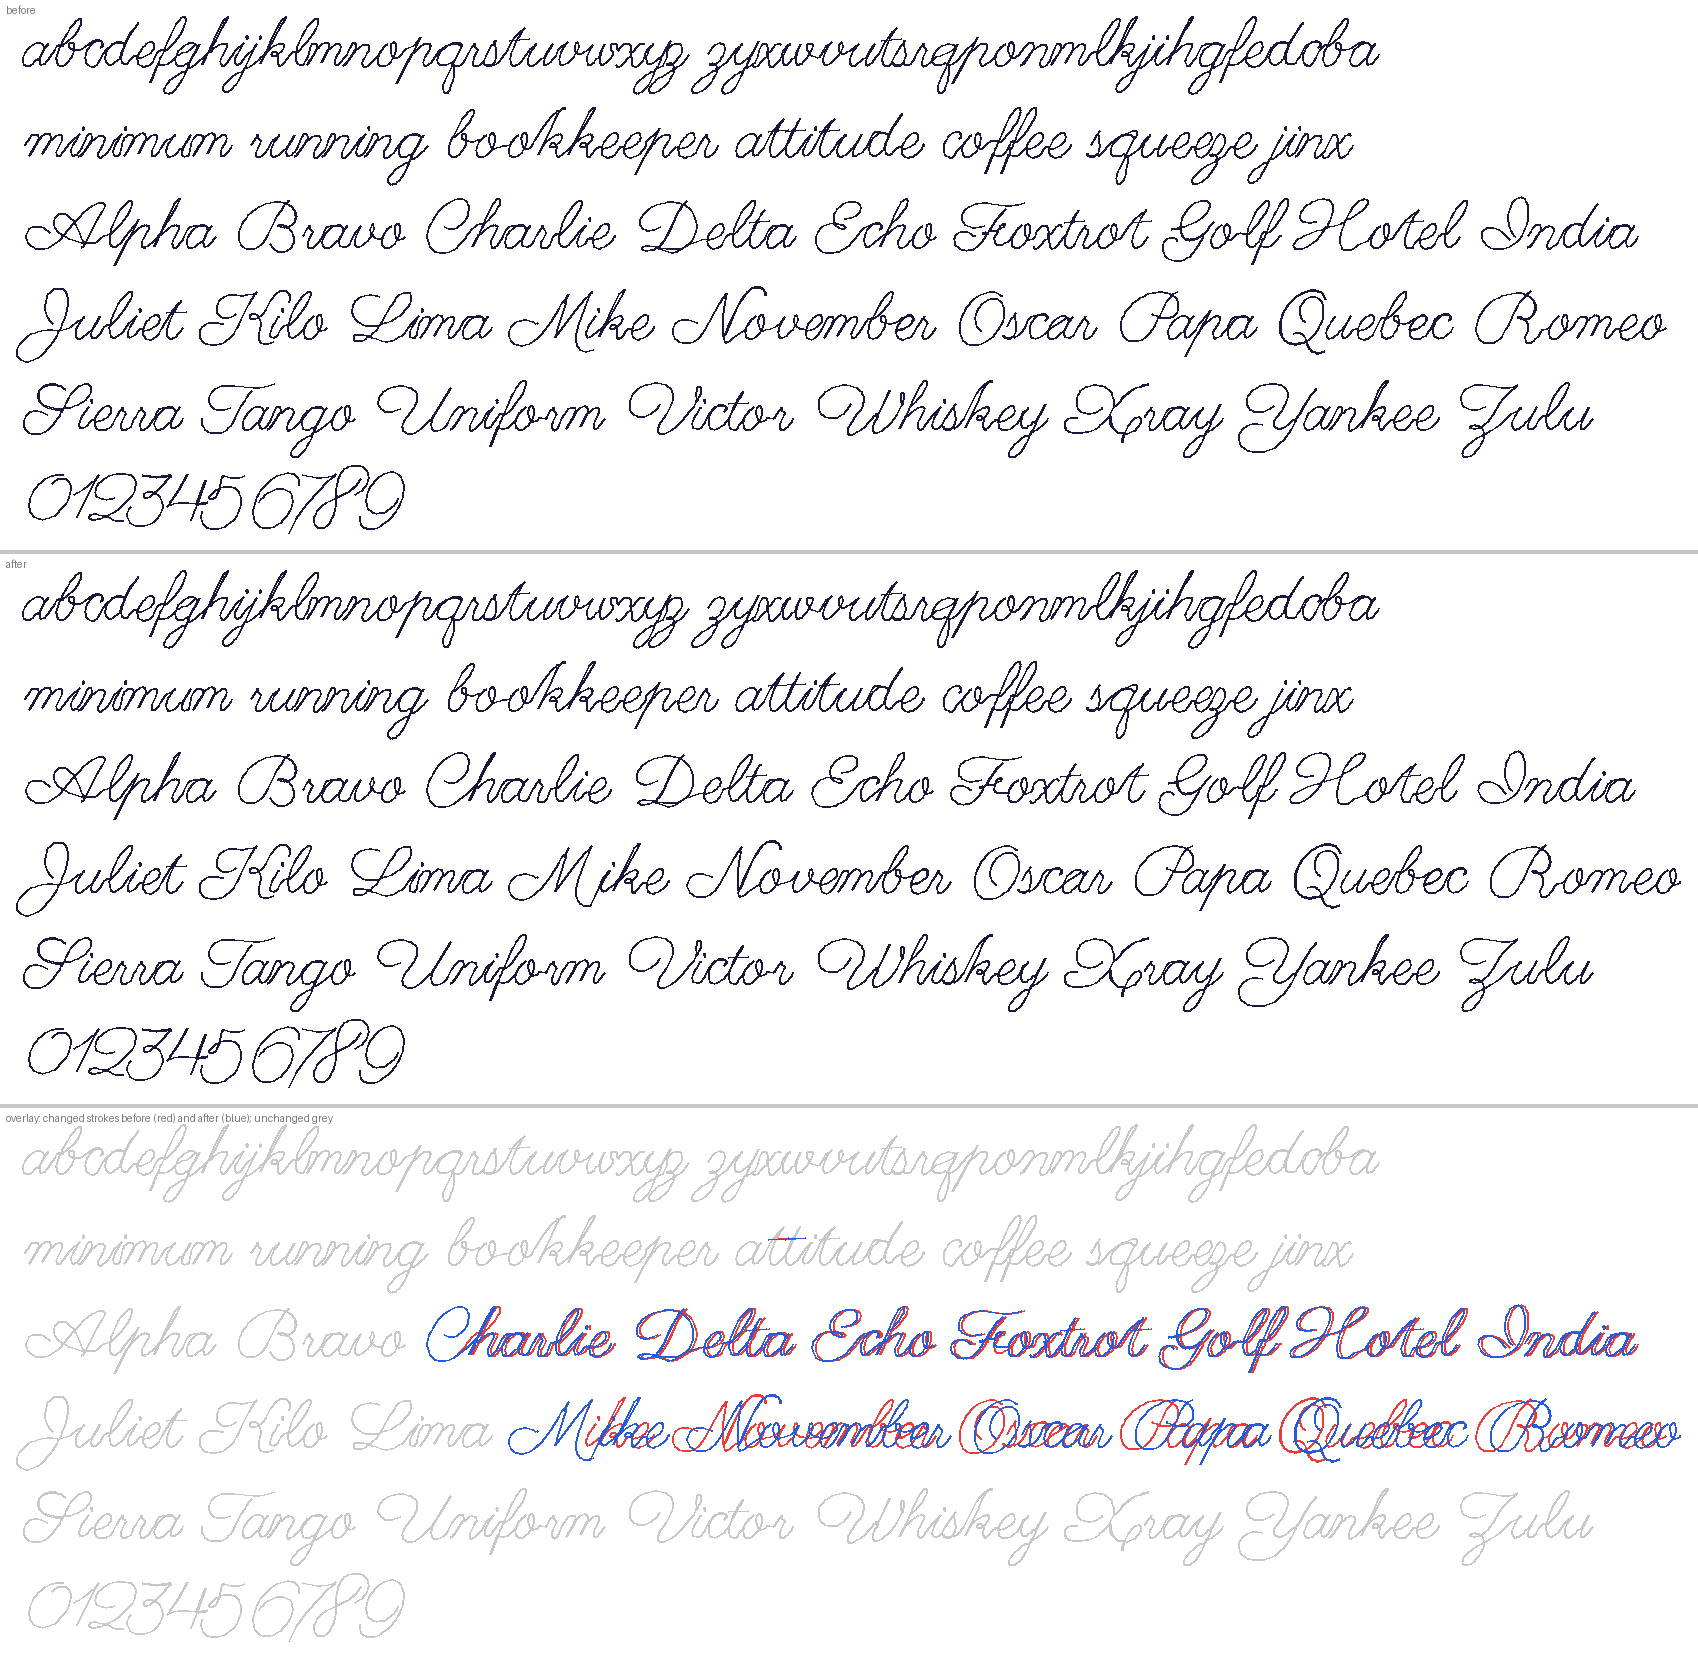 before
abcdefghijklmnopqrstuvwxyz zyxwvutsrqponmlkjihgfedcba
minimum running bookkeeper attitude coffee squeeze jinx
Alpha Bravo Charlie Delta Echo Foxtrot Golf Hotel India
Juliet Kilo Lima Mike November Oscar Papa Quebec Romeo
Sierra Tango Uniform Victor Whiskey Xray Yankee Zulu
0123456789
after
abcdefghijklmnopqrstuvwxyz zyxwvutsrqponmlkjihgfedcba
minimum running bookkeeper attitude coffee squeeze jinx
Alpha Bravo Charlie Delta Echo Foxtrot Golf Hotel India
Juliet Kilo Lima Mike November Oscar Papa Quebec Romeo
Sierra Tango Uniform Victor Whiskey Xray Yankee Zulu
0123456789
overlay: changed strokes before (red) and after (blue); unchanged grey
abcdefghijklmnopqrstuvwxyz zyxwvutsrqponmlkjihgfedcba
minimum running bookkeeper attitude coffee squeeze jinx
Alpha Bravo Charlie Delta Echo Foxtrot Golf Hotel India
Juliet Kilo Lima Mike November Oscar Papa Quebec Romeo
Sierra Tango Uniform Victor Whiskey Xray Yankee Zulu
0123456789